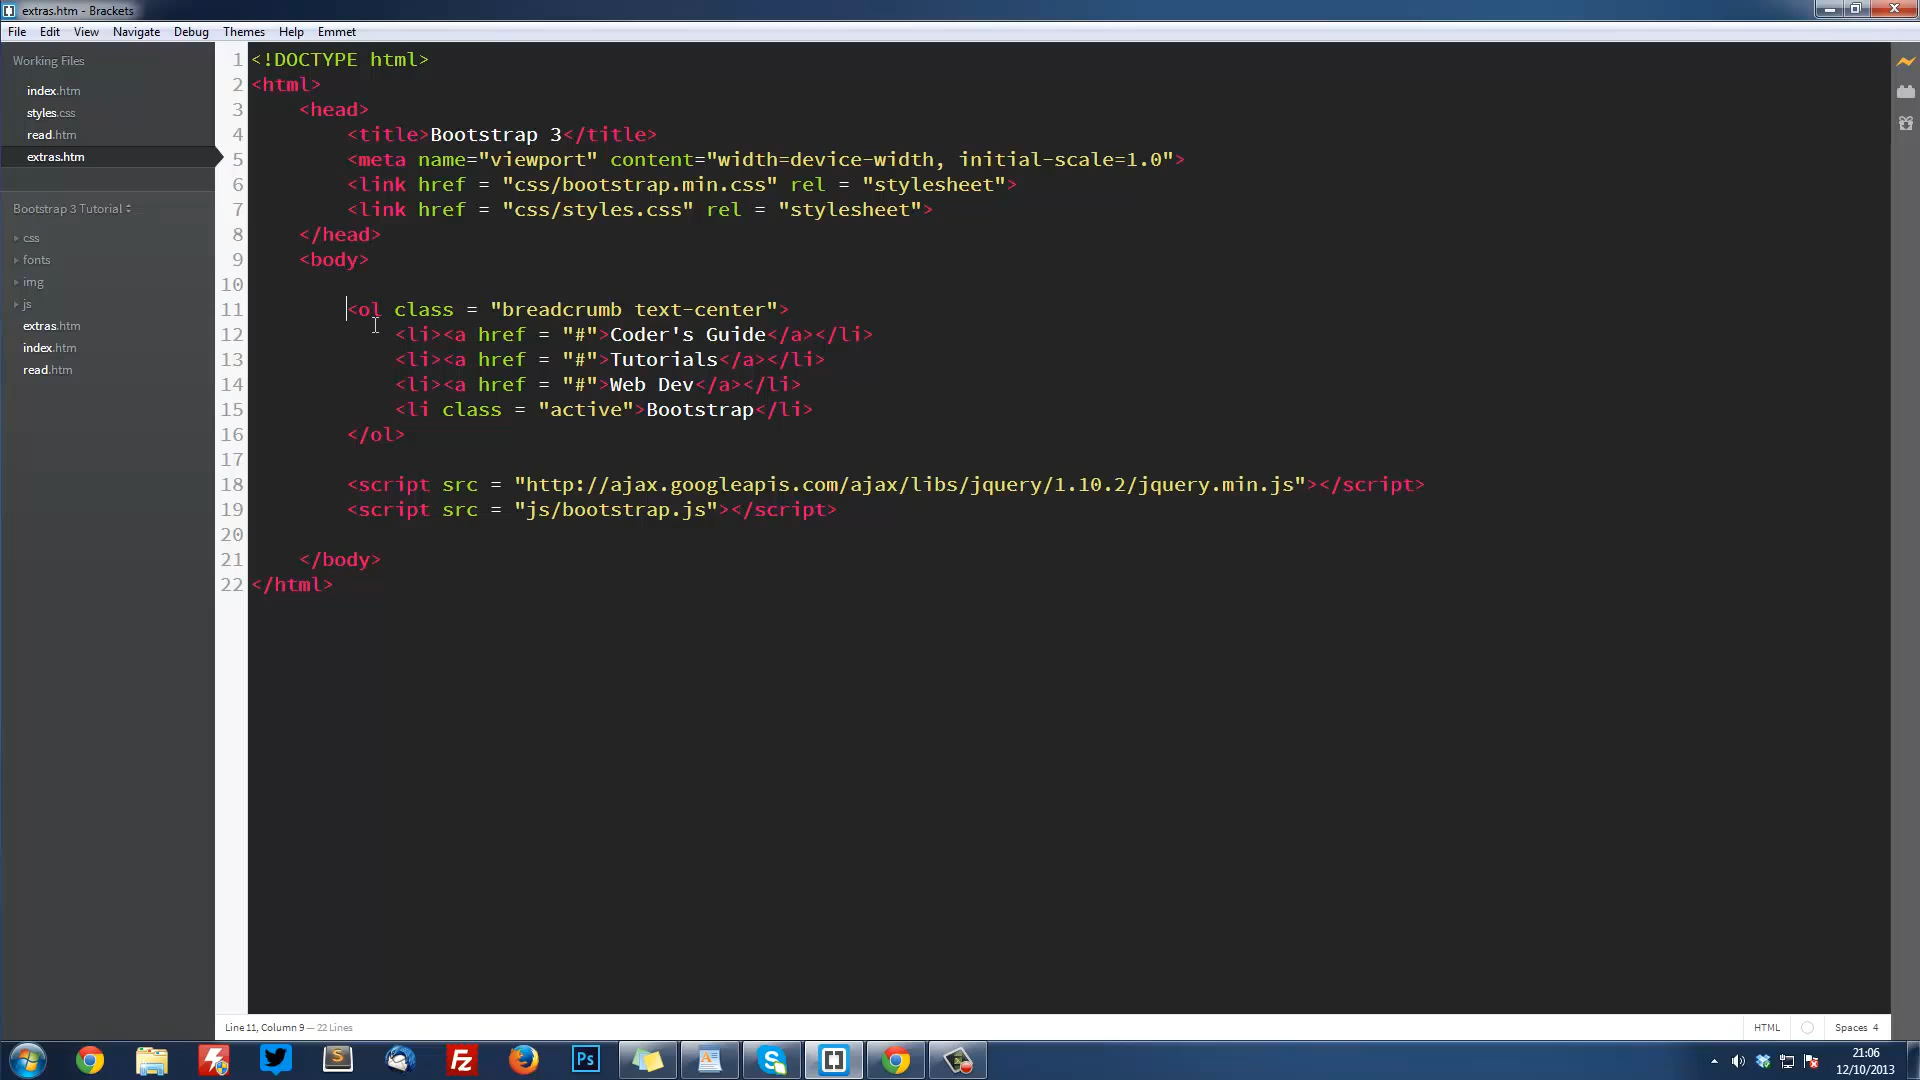 extras.htm - Brackets
File Edit View Navigate Debug Themes Help Emmet
Working Files
index.htm
styles.css
read.htm
extras.htm
Bootstrap 3 Tutorial
css
fonts
img
js
extras.htm
index.htm
read.htm
1 <!DOCTYPE html>
2 <html>
3     <head>
4         <title>Bootstrap 3</title>
5         <meta name="viewport" content="width=device-width, initial-scale=1.0">
6         <link href = "css/bootstrap.min.css" rel = "stylesheet">
7         <link href = "css/styles.css" rel = "stylesheet">
8     </head>
9     <body>
10
11         <ol class = "breadcrumb text-center">
12             <li><a href = "#">Coder's Guide</a></li>
13             <li><a href = "#">Tutorials</a></li>
14             <li><a href = "#">Web Dev</a></li>
15             <li class = "active">Bootstrap</li>
16         </ol>
17
18         <script src = "http://ajax.googleapis.com/ajax/libs/jquery/1.10.2/jquery.min.js"></script>
19         <script src = "js/bootstrap.js"></script>
20
21     </body>
22 </html>
Line 11, Column 9 — 22 Lines
HTML
Spaces 4
S
Fz
Ps
S
21:06
12/10/2013